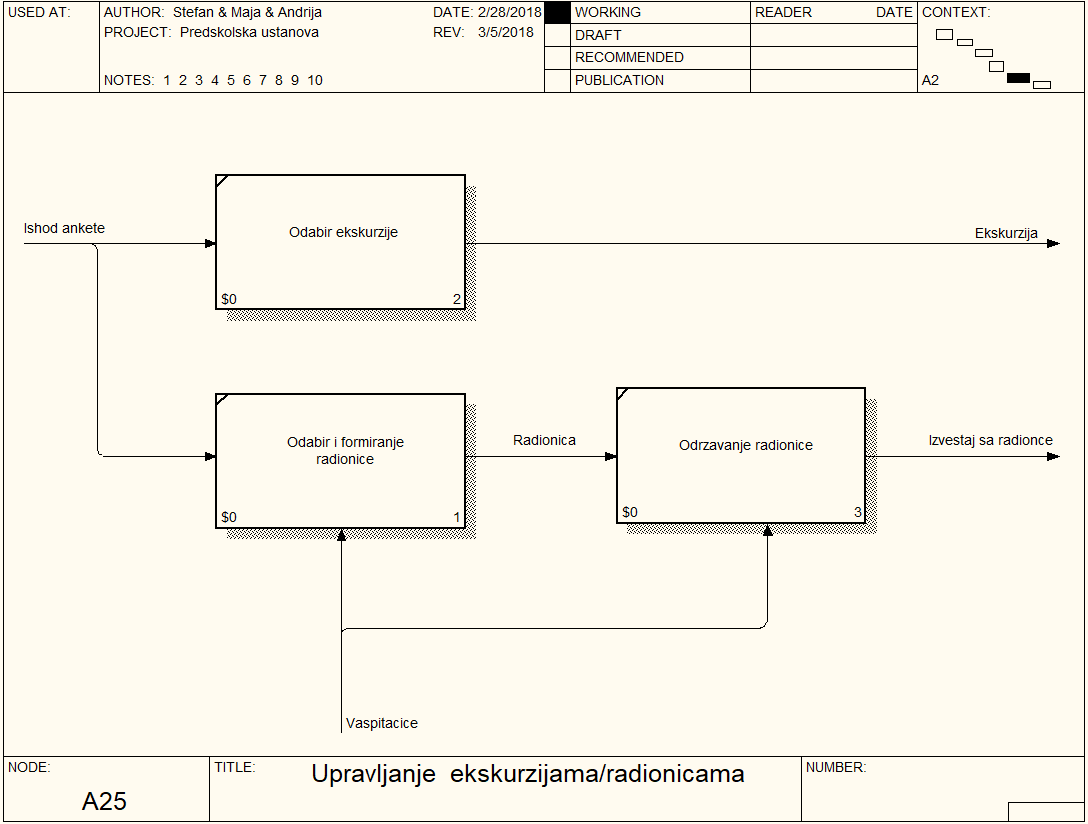 USED AT:
AUTHOR: Stefan & Maja & Andrija
DATE: 2/28/2018
WORKING
READER DATE
CONTEXT:
PROJECT: Predskolska ustanova
REV: 3/5/2018
DRAFT
RECOMMENDED
NOTES: 1 2 3 4 5 6 7 8 9 10
PUBLICATION
A2
Ishod ankete
Odabir ekskurzije
$0 2
Ekskurzija
Odabir i formiranje
radionice
$0 1
Radionica
Odrzavanje radionice
$0 3
Izvestaj sa radionce
Vaspitacice
NODE:
A25
TITLE:
Upravljanje ekskurzijama/radionicama
NUMBER: